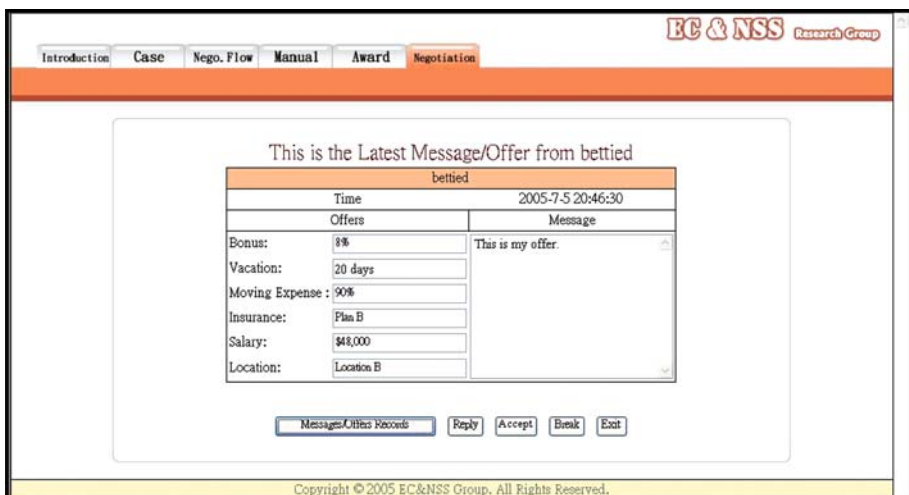 EC & NSS Research Group
Introduction Case Nego. Flow Manual Award Negotiation
This is the Latest Message/Offer from bettied
bettied
Time 2005-7-5 20:46:30
Offers Message
Bonus: 8% This is my offer.
Vacation: 20 days
Moving Expense : 90%
Insurance: Plan B
Salary: $48,000
Location: Location B
Messages/Offers Records Reply Accept Break Exit
Copyright © 2005 EC&NSS Group. All Rights Reserved.